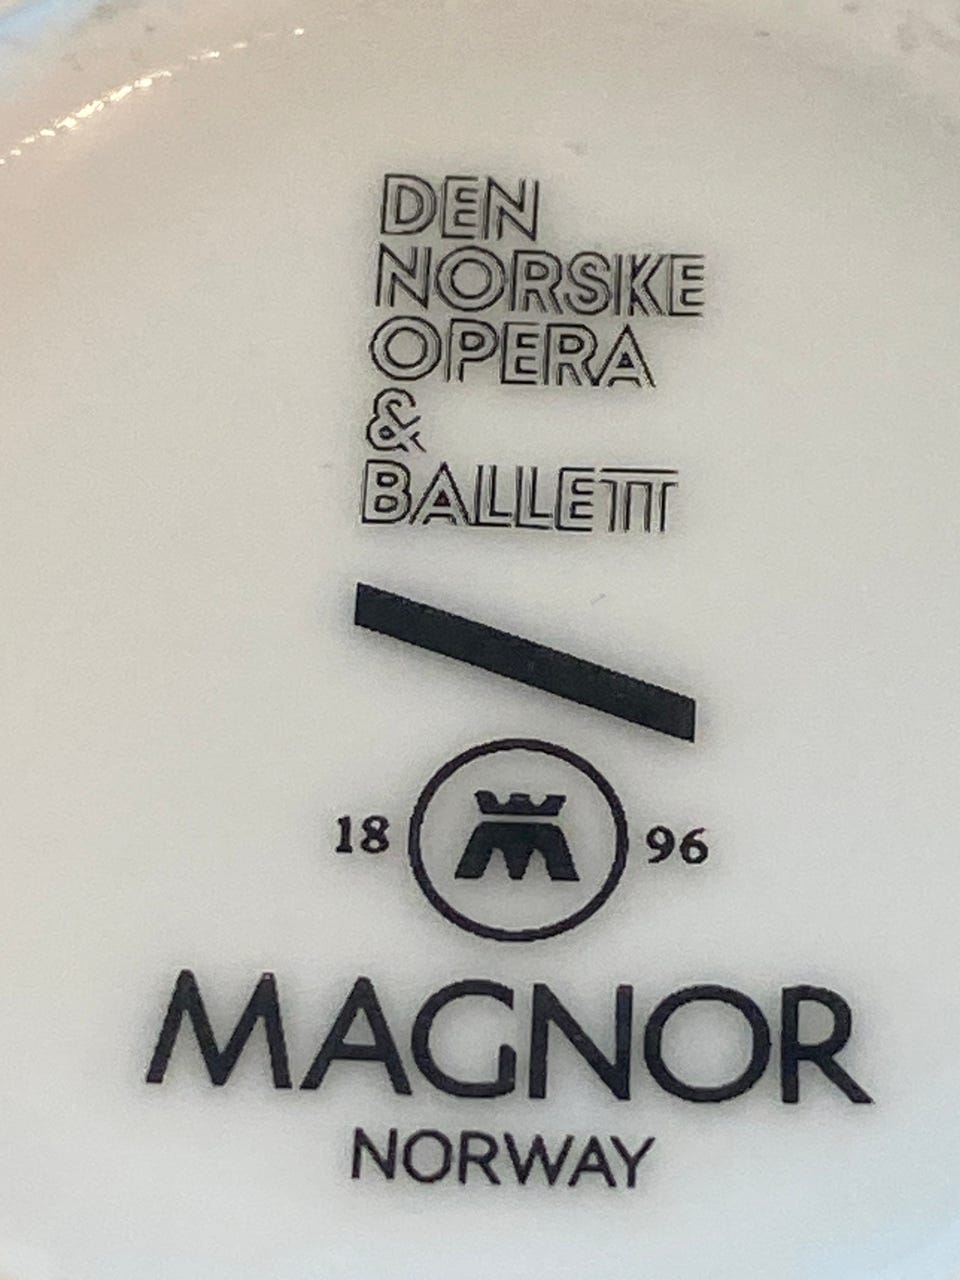 DEN
NORSKE
OPERA
&
BALLETT
18 M 96
MAGNOR
NORWAY